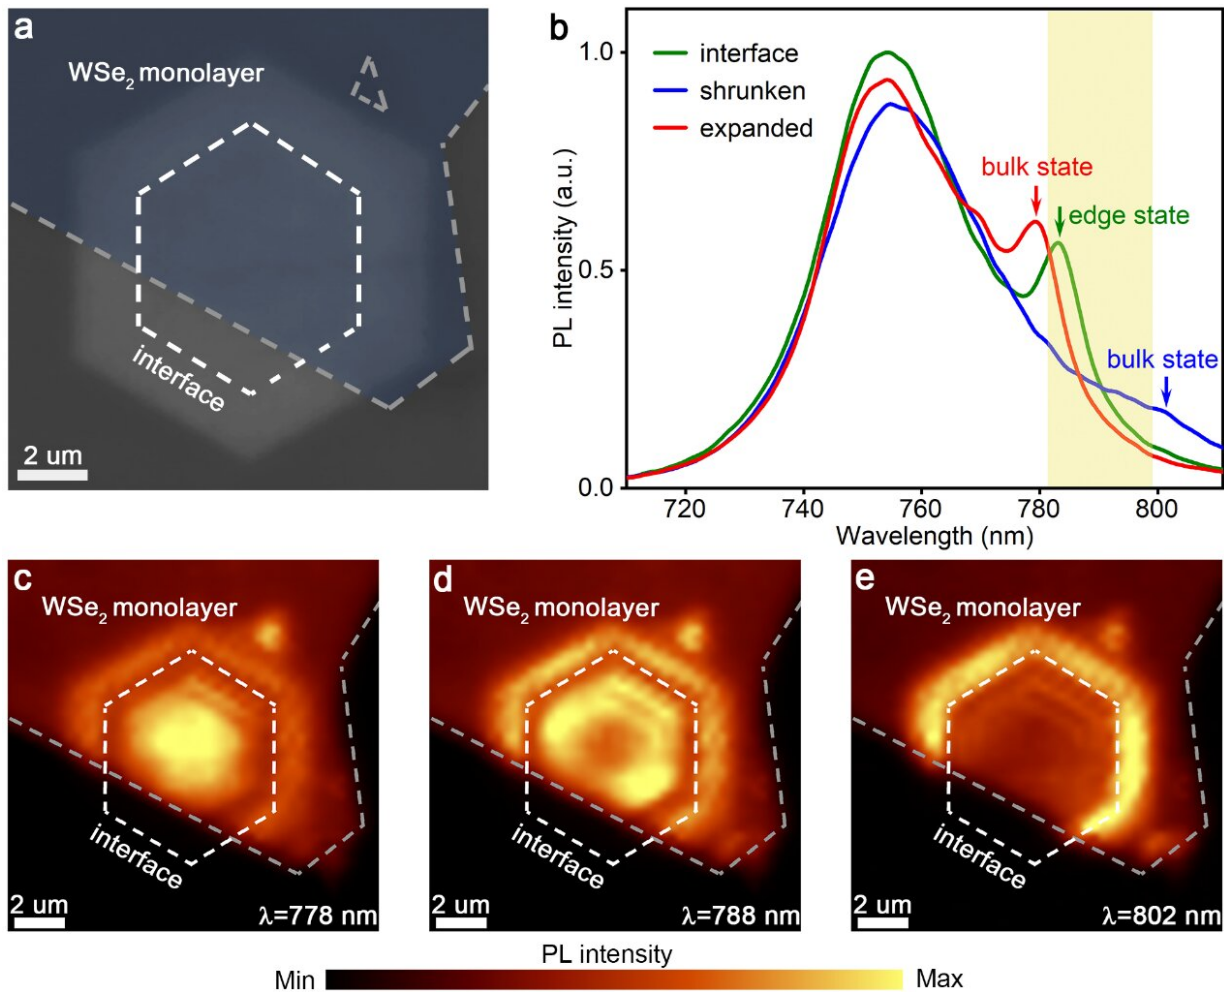 a
WSe₂ monolayer
interface
2 um
b
interface
shrunken
expanded
bulk state
edge state
bulk state
1.0
0.5
0.0
PL intensity (a.u.)
720 740 760 780 800
Wavelength (nm)
c
WSe₂ monolayer
interface
2 um
λ=778 nm
d
WSe₂ monolayer
interface
2 um
λ=788 nm
e
WSe₂ monolayer
interface
2 um
λ=802 nm
PL intensity
Min Max